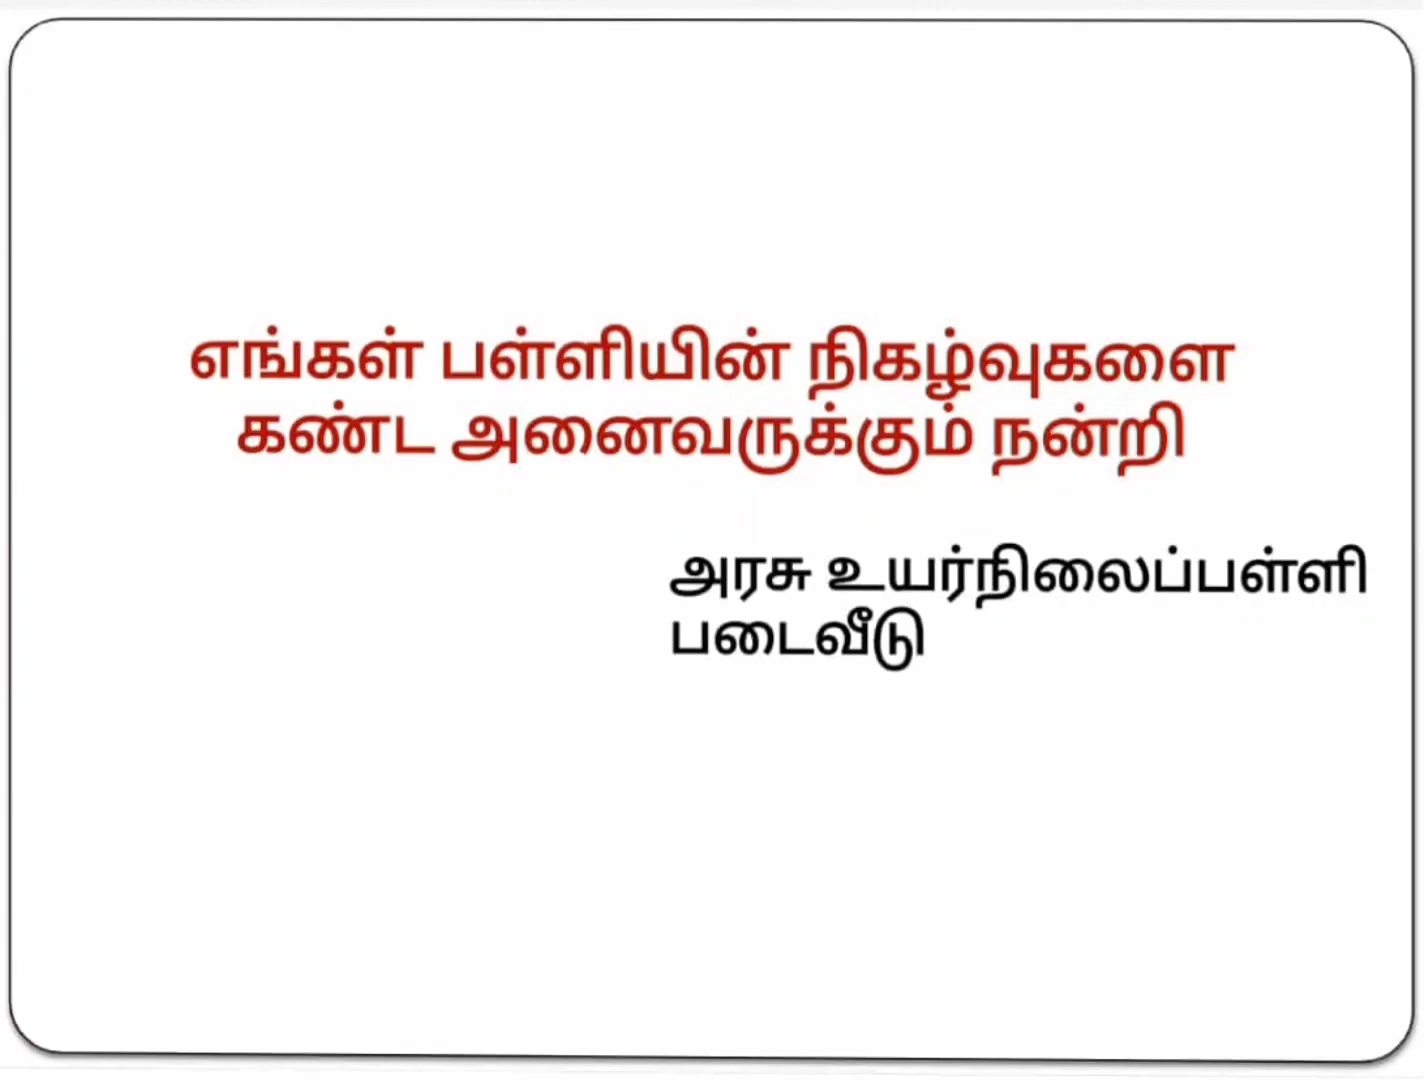 எங்கள் பள்ளியின் நிகழ்வுகளை
கண்ட அனைவருக்கும் நன்றி
அரசு உயர்நிலைப்பள்ளி
படைவீடு